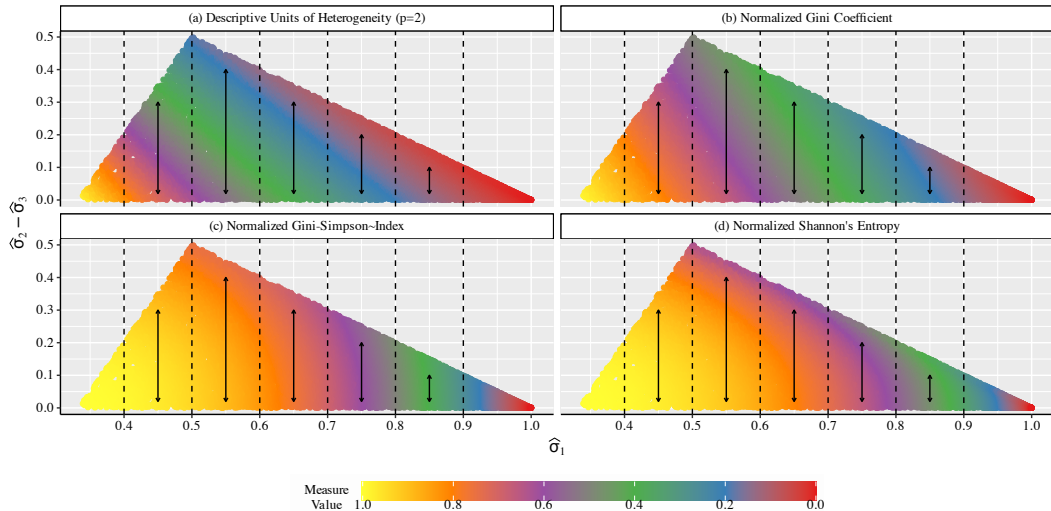 (a) Descriptive Units of Heterogeneity (p=2)
(b) Normalized Gini Coefficient
0.5
0.4
0.3
0.2
0.1
0.0
(c) Normalized Gini-Simpson~Index
(d) Normalized Shannon's Entropy
0.5
0.4
0.3
0.2
0.1
0.0
σ̂₂ − σ̂₃
0.4 0.5 0.6 0.7 0.8 0.9 1.0
0.4 0.5 0.6 0.7 0.8 0.9 1.0
σ̂₁
Measure
Value
1.0 0.8 0.6 0.4 0.2 0.0